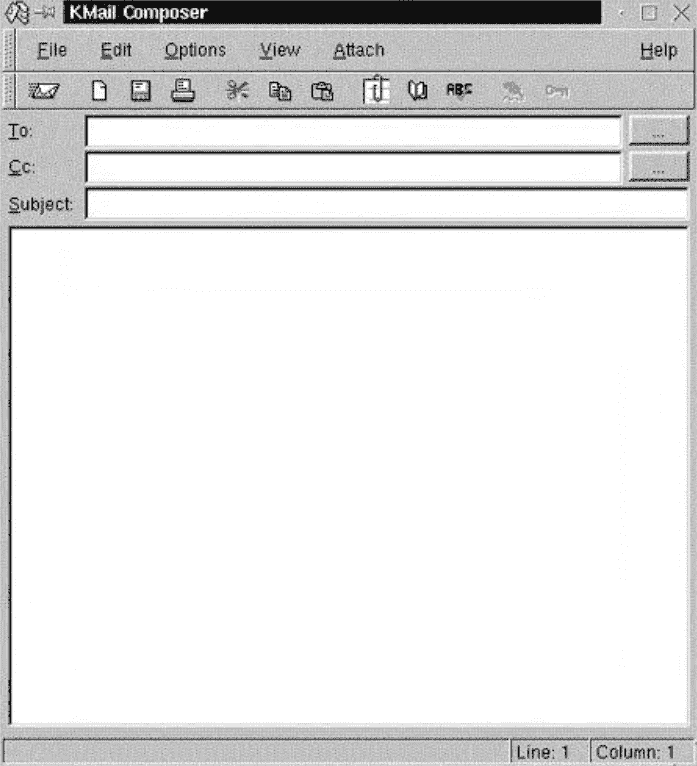 KMail Composer
File Edit Options View Attach Help
ABC
To: ...
Cc: ...
Subject:
Line: 1 Column: 1